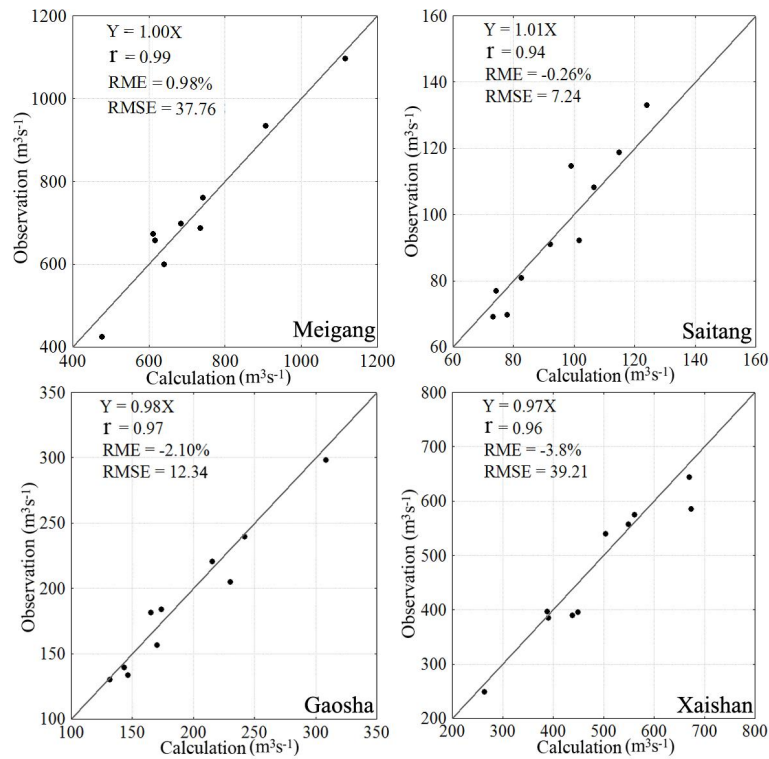 1200
1000
800
600
400
400
600
800
1000
1200
Observation (m³s⁻¹)
Calculation (m³s⁻¹)
Y = 1.00X
r = 0.99
RME = 0.98%
RMSE = 37.76
Meigang
160
140
120
100
80
60
60
80
100
120
140
160
Observation (m³s⁻¹)
Calculation (m³s⁻¹)
Y = 1.01X
r = 0.94
RME = -0.26%
RMSE = 7.24
Saitang
350
300
250
200
150
100
100
150
200
250
300
350
Observation (m³s⁻¹)
Calculation (m³s⁻¹)
Y = 0.98X
r = 0.97
RME = -2.10%
RMSE = 12.34
Gaosha
800
700
600
500
400
300
200
200
300
400
500
600
700
800
Observation (m³s⁻¹)
Calculation (m³s⁻¹)
Y = 0.97X
r = 0.96
RME = -3.8%
RMSE = 39.21
Xaishan